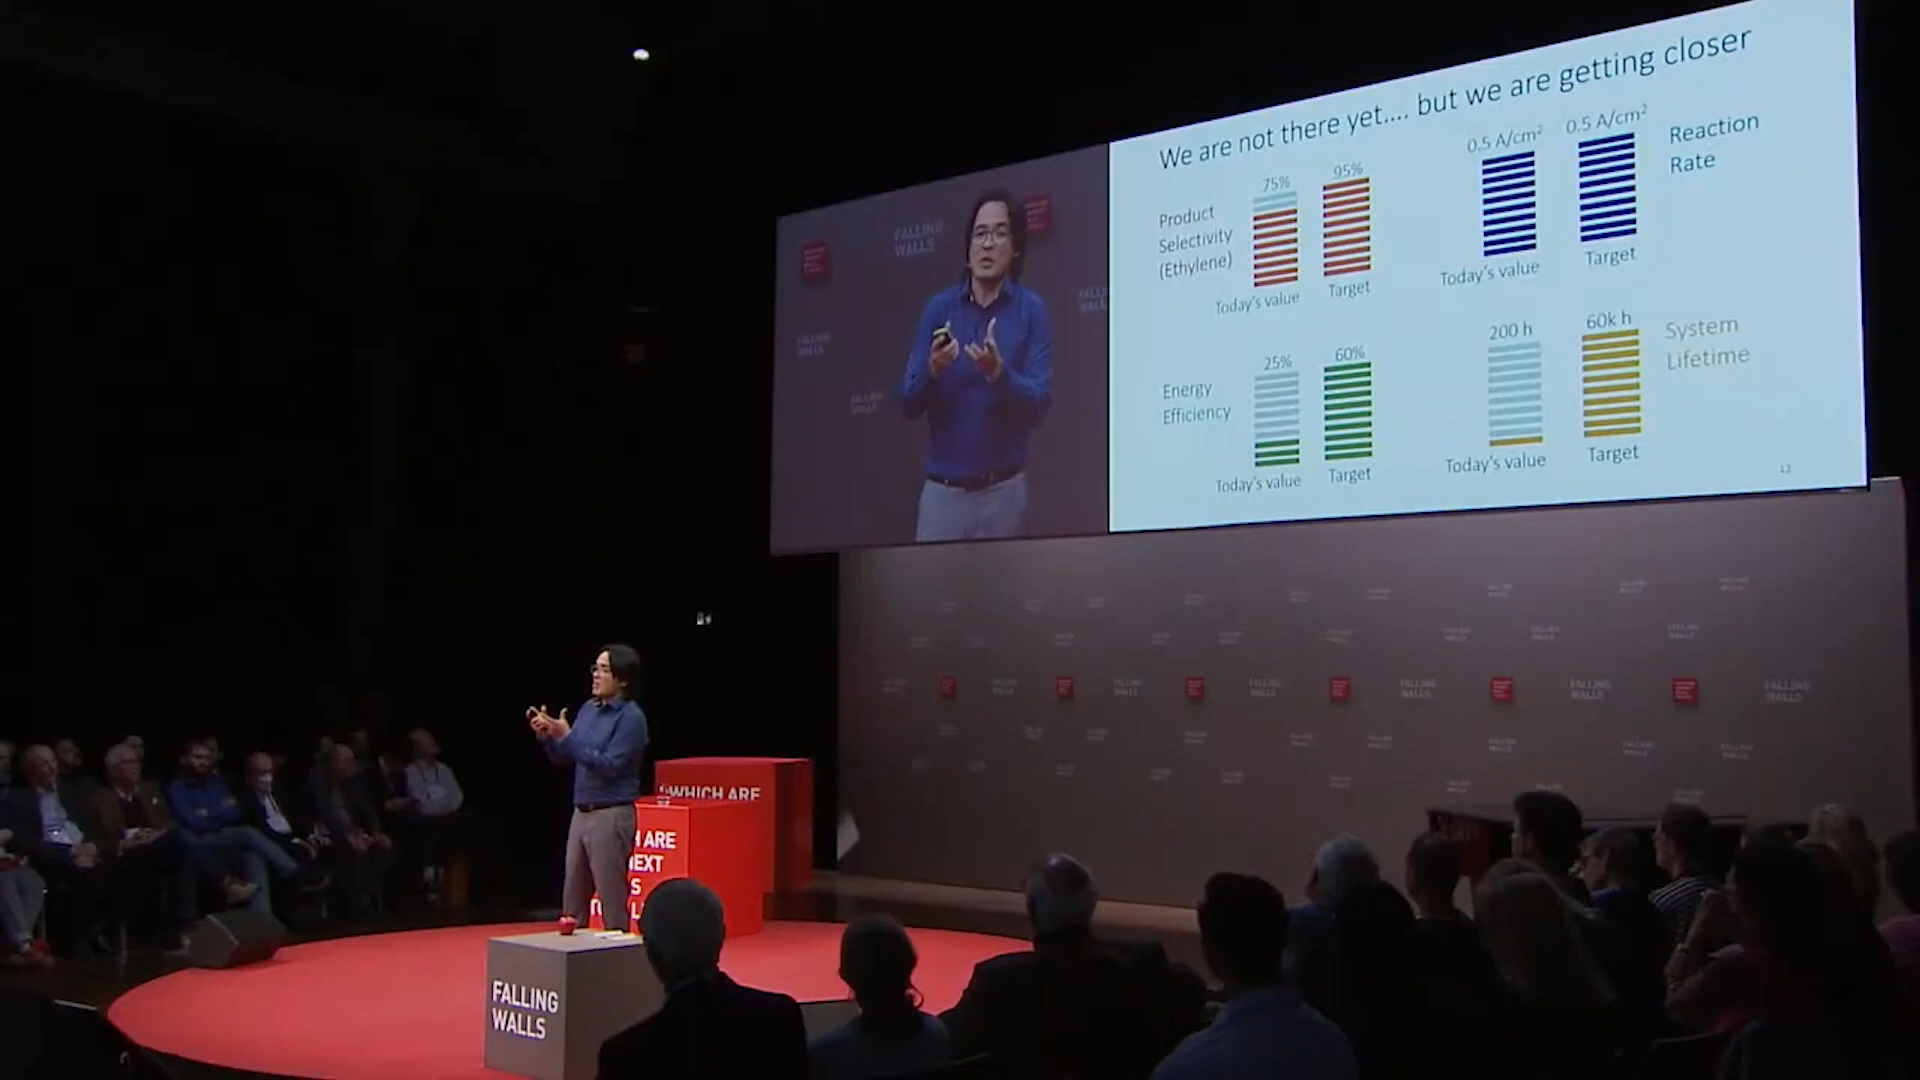 We are not there yet.... but we are getting closer
75%
95%
Product
Selectivity
(Ethylene)
Today's value
Target
0.5 A/cm²
0.5 A/cm²
Reaction
Rate
Today's value
Target
25%
60%
Energy
Efficiency
Today's value
Target
200 h
60k h
System
Lifetime
Today's value
Target
12
FALLING
WALLS
WHICH ARE
H ARE
EXT
S
FALLING
WALLS